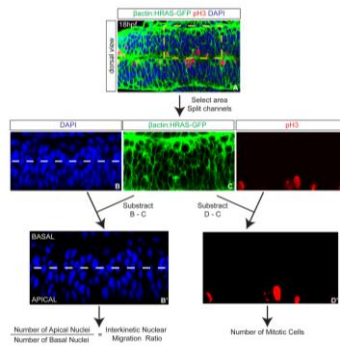 βactin:HRAS-GFP pH3 DAPI
18hpf
dorsal view
A
Select area
Split channels
DAPI
βactin:HRAS-GFP
pH3
B
C
D
Substract
B - C
Substract
D - C
BASAL
APICAL
B'
D'
Number of Apical Nuclei
Number of Basal Nuclei
=
Interkinetic Nuclear
Migration Ratio
Number of Mitotic Cells